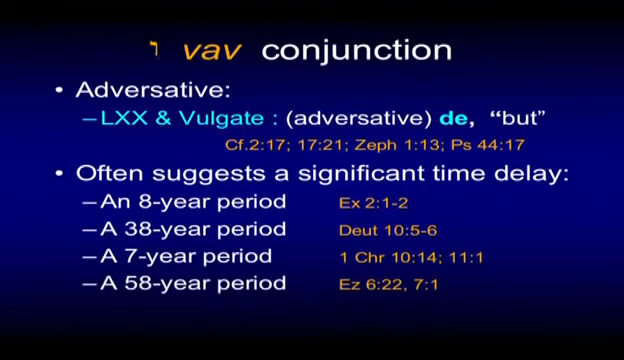 ו vav conjunction
• Adversative:
–LXX & Vulgate : (adversative) de, “but”
Cf.2:17; 17:21; Zeph 1:13; Ps 44:17
• Often suggests a significant time delay:
–An 8-year period Ex 2:1-2
–A 38-year period Deut 10:5-6
–A 7-year period 1 Chr 10:14; 11:1
–A 58-year period Ez 6:22, 7:1